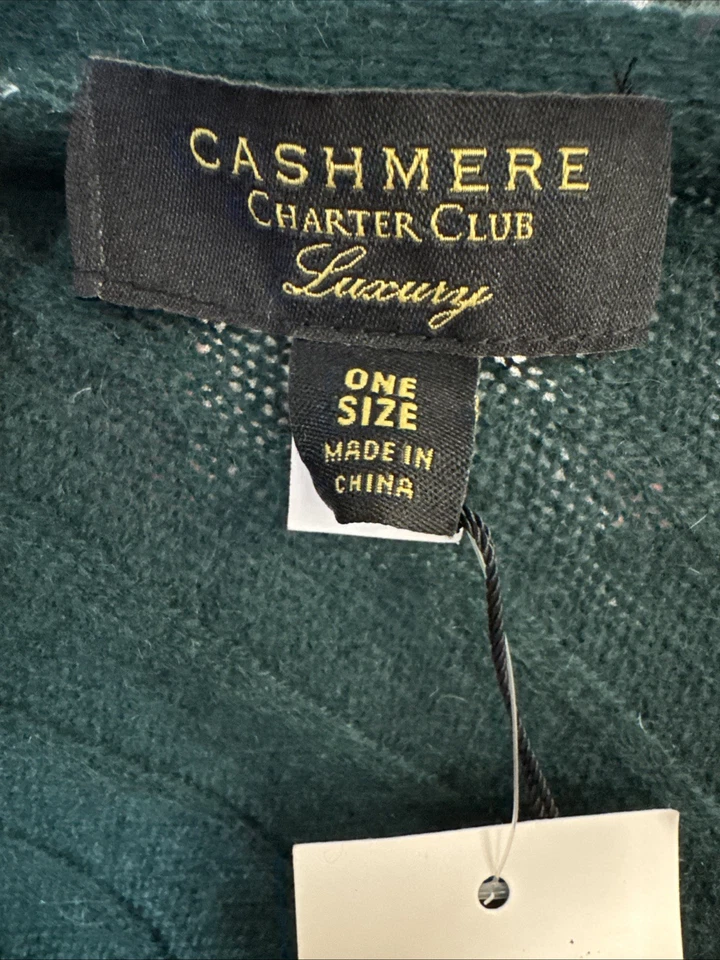 CASHMERE
CHARTER CLUB
Luxury
ONE
SIZE
MADE IN
CHINA